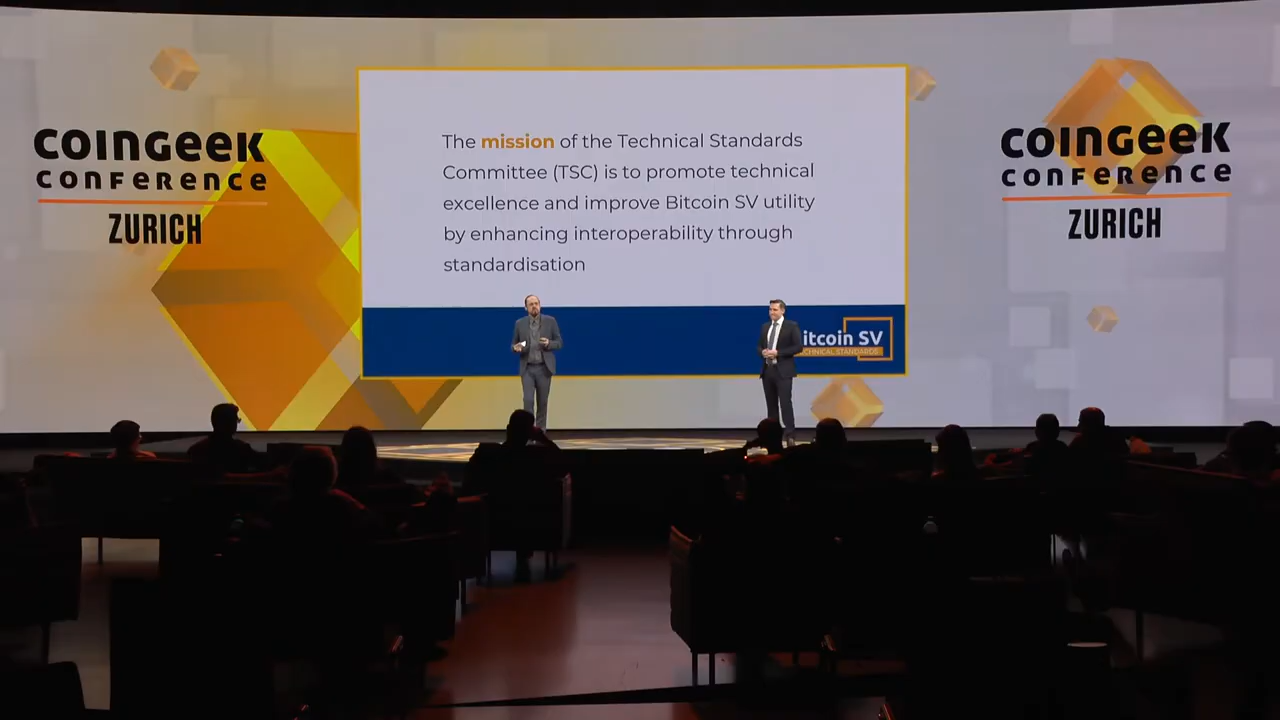 COINGEEK
CONFERENCE
ZURICH
The mission of the Technical Standards
Committee (TSC) is to promote technical
excellence and improve Bitcoin SV utility
by enhancing interoperability through
standardisation
itcoin SV
TECHNICAL STANDARDS
COINGEEK
CONFERENCE
ZURICH